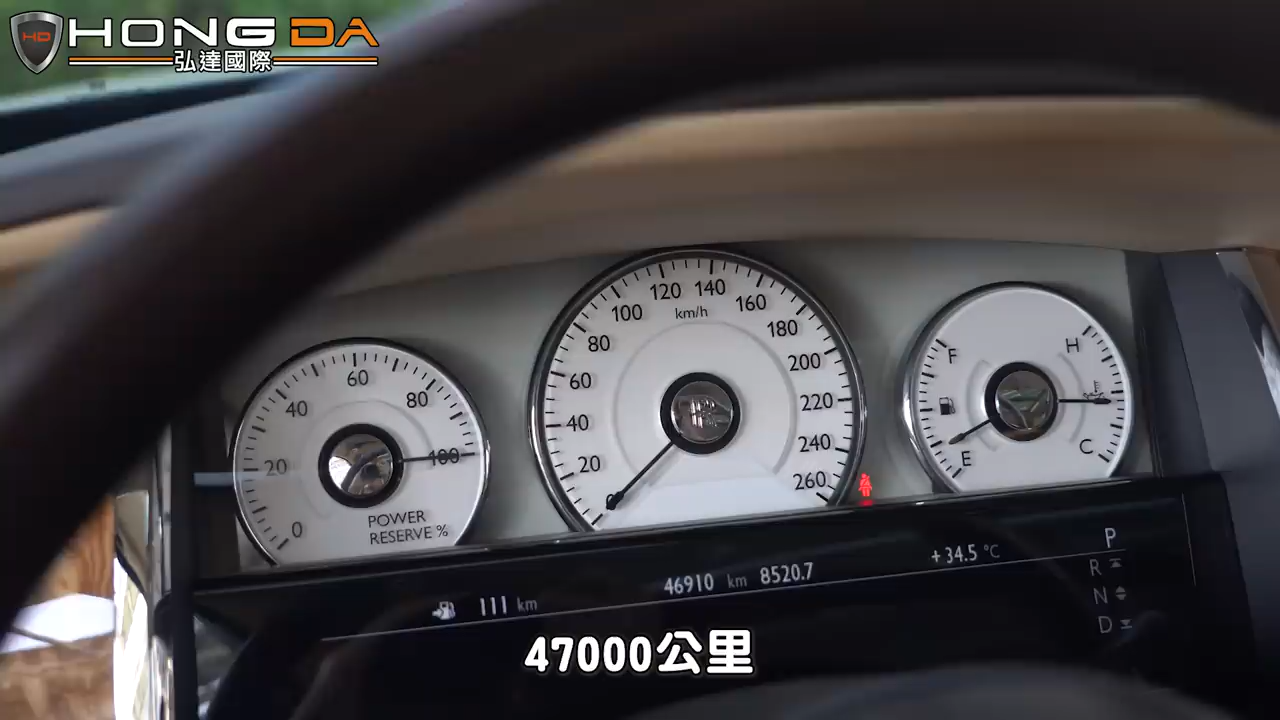 HD HONG DA
弘達國際
0 20 40 60 80 100
POWER
RESERVE %
0 20 40 60 80 100 120 140 160 180 200 220 240 260
km/h
F E H C
111 km
46910 km 8520.7
+34.5 °C
P
R
N
D
47000公里